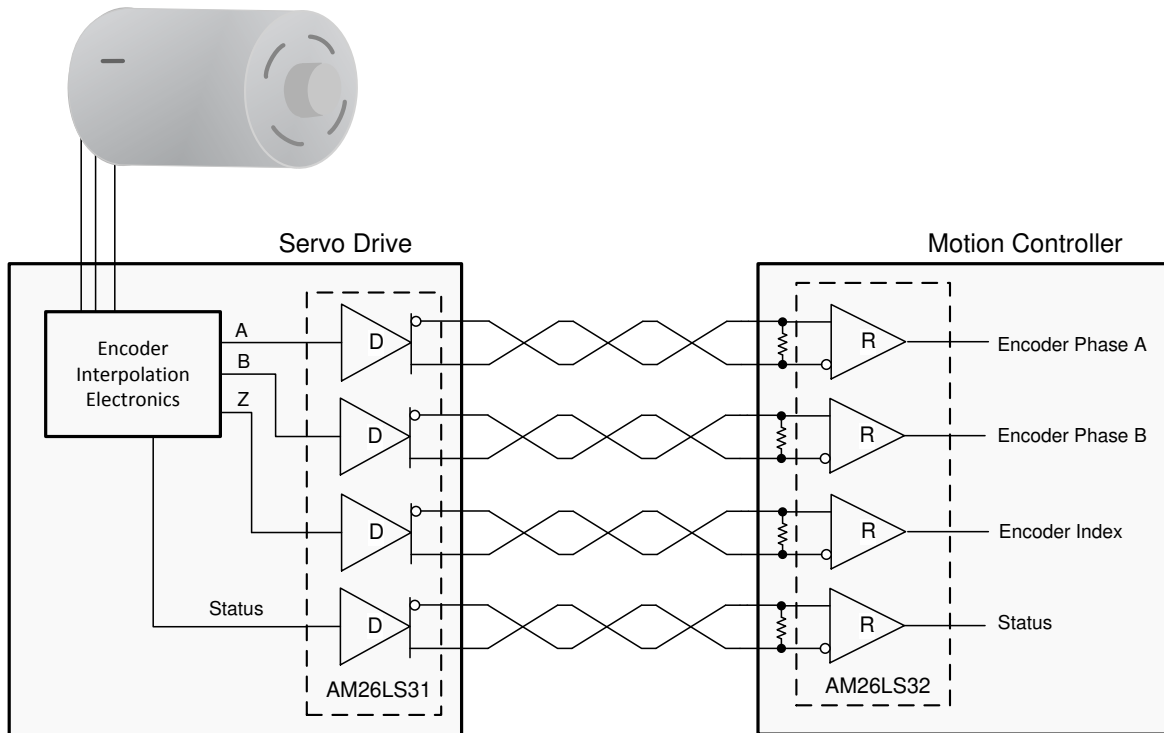 Servo Drive
Motion Controller
Encoder
Interpolation
Electronics
A
B
Z
Status
D
D
D
D
AM26LS31
R
R
R
R
AM26LS32
Encoder Phase A
Encoder Phase B
Encoder Index
Status